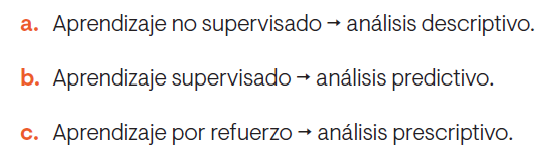 a. Aprendizaje no supervisado → análisis descriptivo.
b. Aprendizaje supervisado → análisis predictivo.
c. Aprendizaje por refuerzo → análisis prescriptivo.